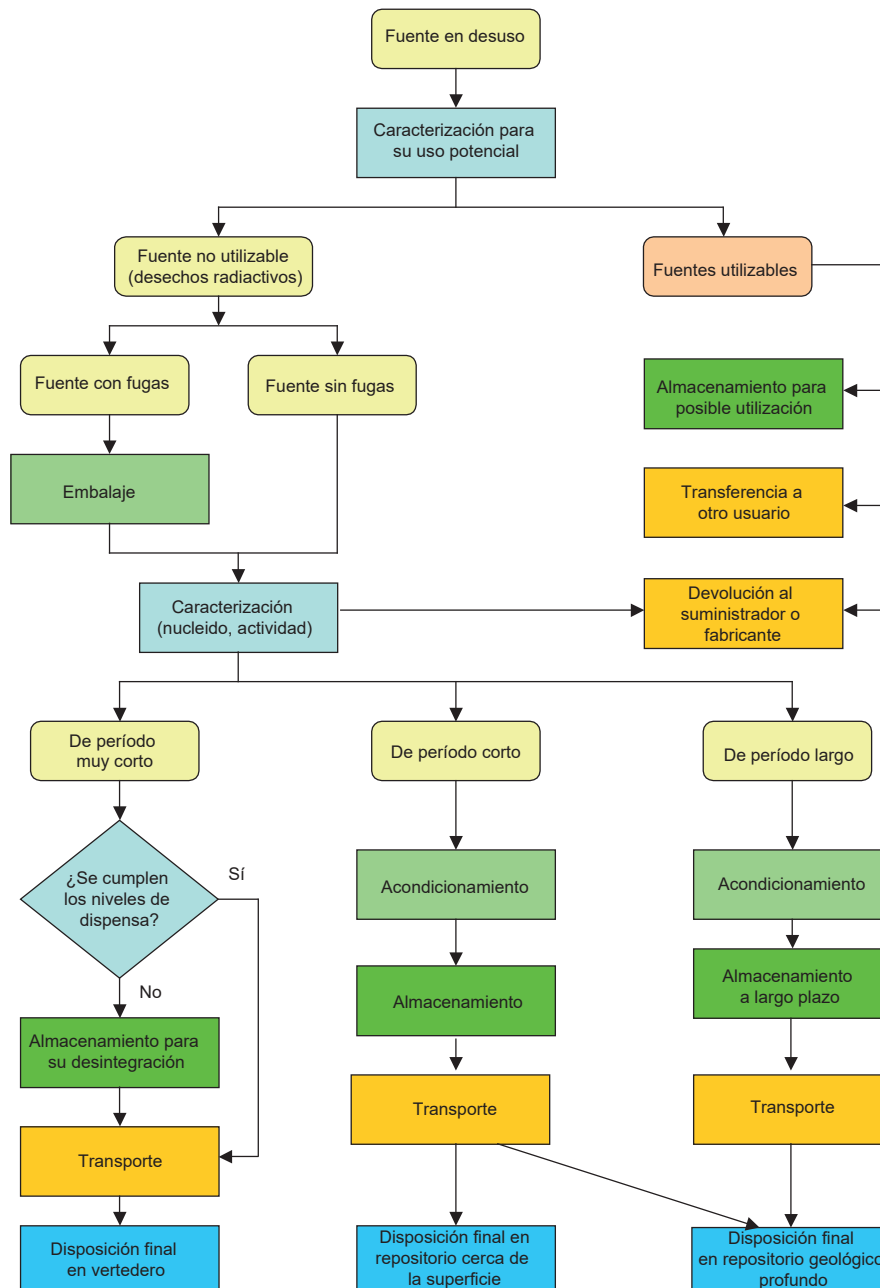 Fuente en desuso
Caracterización para
su uso potencial
Fuente no utilizable
(desechos radiactivos)
Fuentes utilizables
Fuente con fugas
Fuente sin fugas
Almacenamiento para
posible utilización
Embalaje
Transferencia a
otro usuario
Caracterización
(nucleido, actividad)
Devolución al
suministrador o
fabricante
De período
muy corto
De período corto
De período largo
¿Se cumplen
los niveles de
dispensa?
Sí
No
Acondicionamiento
Acondicionamiento
Almacenamiento
Almacenamiento
a largo plazo
Almacenamiento para
su desintegración
Transporte
Transporte
Transporte
Disposición final
en vertedero
Disposición final en
repositorio cerca de
la superficie
Disposición final
en repositorio geológico
profundo